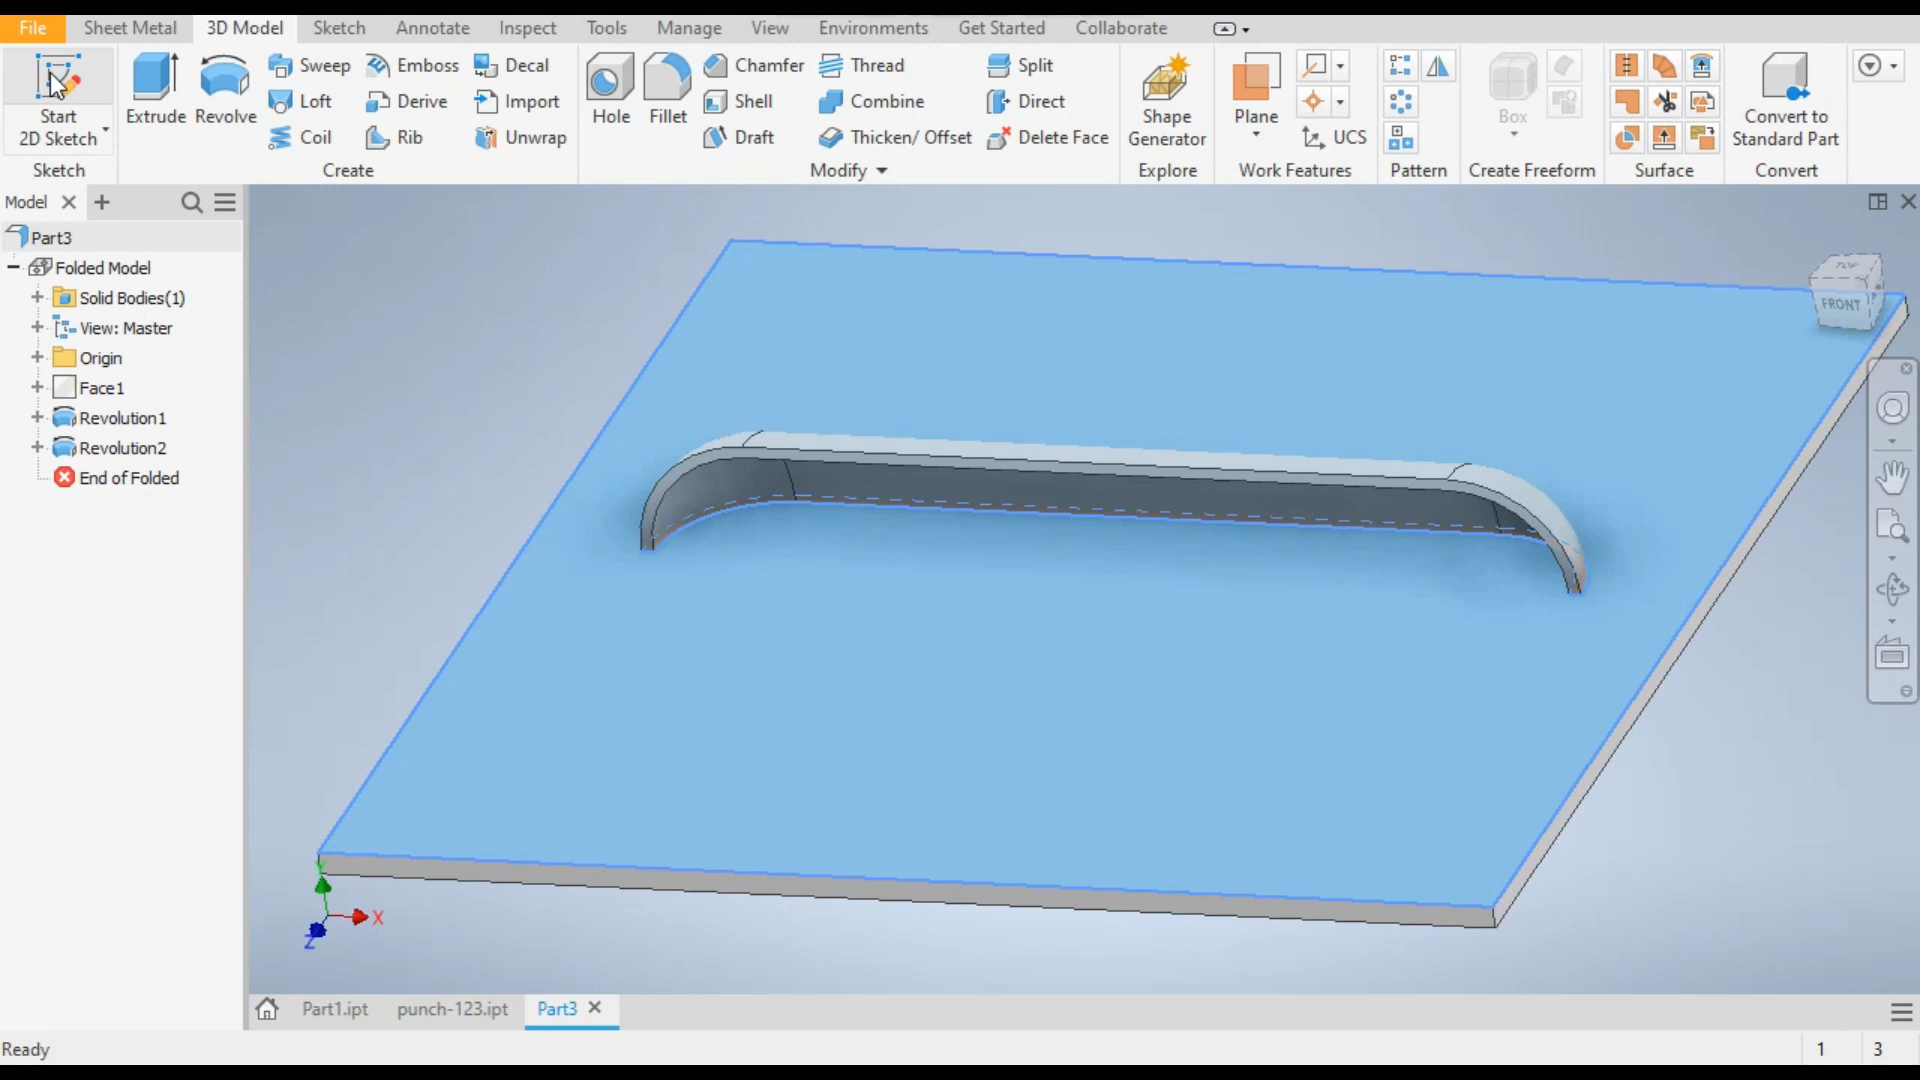 File Sheet Metal 3D Model Sketch Annotate Inspect Tools Manage View Environments Get Started Collaborate
Start
2D Sketch
Sketch
Extrude
Revolve
Sweep
Loft
Coil
Emboss
Derive
Rib
Decal
Import
Unwrap
Create
Hole
Fillet
Chamfer
Shell
Draft
Thread
Combine
Thicken/ Offset
Split
Direct
Delete Face
Modify
Shape
Generator
Explore
Plane
UCS
Work Features
Pattern
Box
Create Freeform
Surface
Convert to
Standard Part
Convert
Model
Part3
Folded Model
Solid Bodies(1)
View: Master
Origin
Face1
Revolution1
Revolution2
End of Folded
TOP
FRONT
Y
X
Z
Part1.ipt punch-123.ipt Part3
Ready 1 3